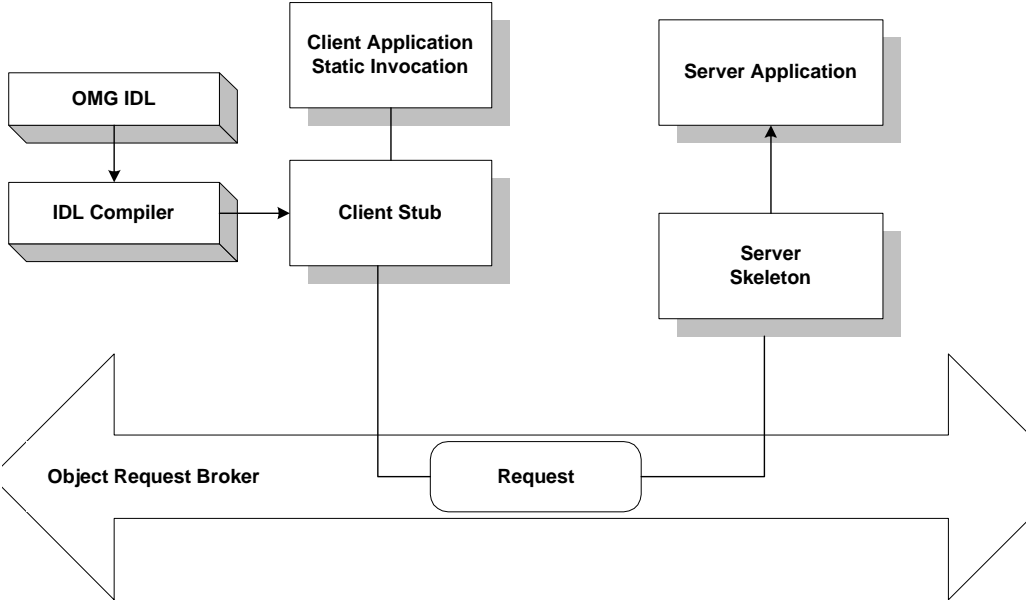 Client Application
Static Invocation
Server Application
OMG IDL
IDL Compiler
Client Stub
Server
Skeleton
Object Request Broker
Request